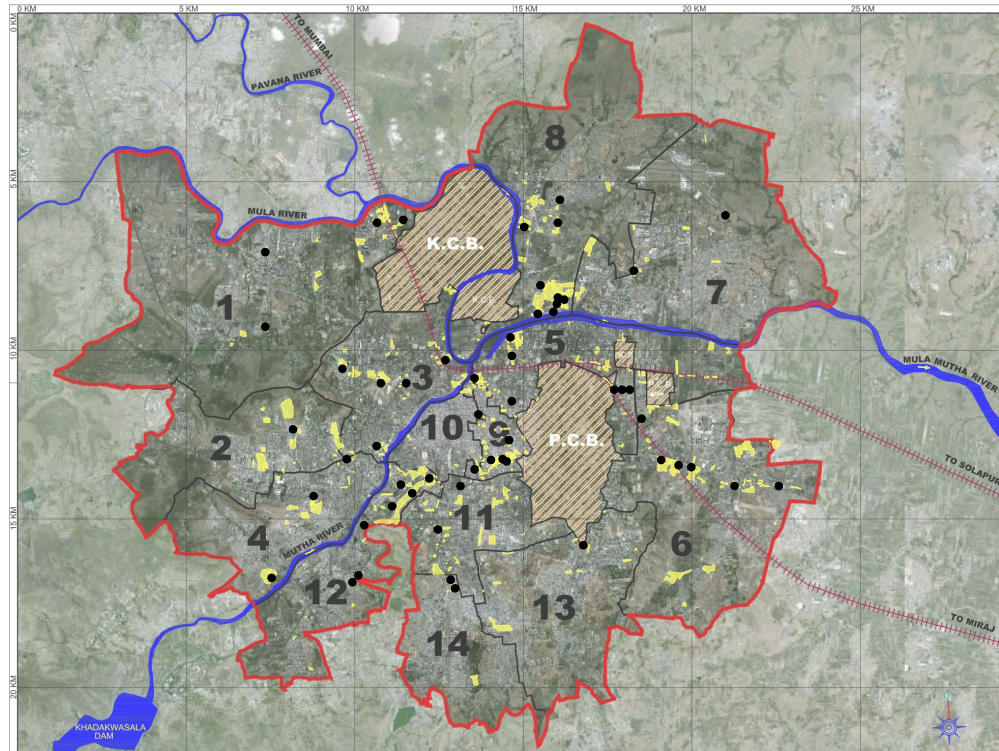 0 KM
5 KM
10 KM
15 KM
20 KM
25 KM
0 KM
TO MUMBAI
PAVANA RIVER
8
5 KM
MULA RIVER
K.C.B.
7
1
K.C.B.
5
10 KM
3
MULA MUTHA RIVER
2
10
9
P.C.B.
TO SOLAPUR
15 KM
4
11
6
MUTHA RIVER
12
13
TO MIRAJ
14
20 KM
N
KHADAKWASALA
DAM